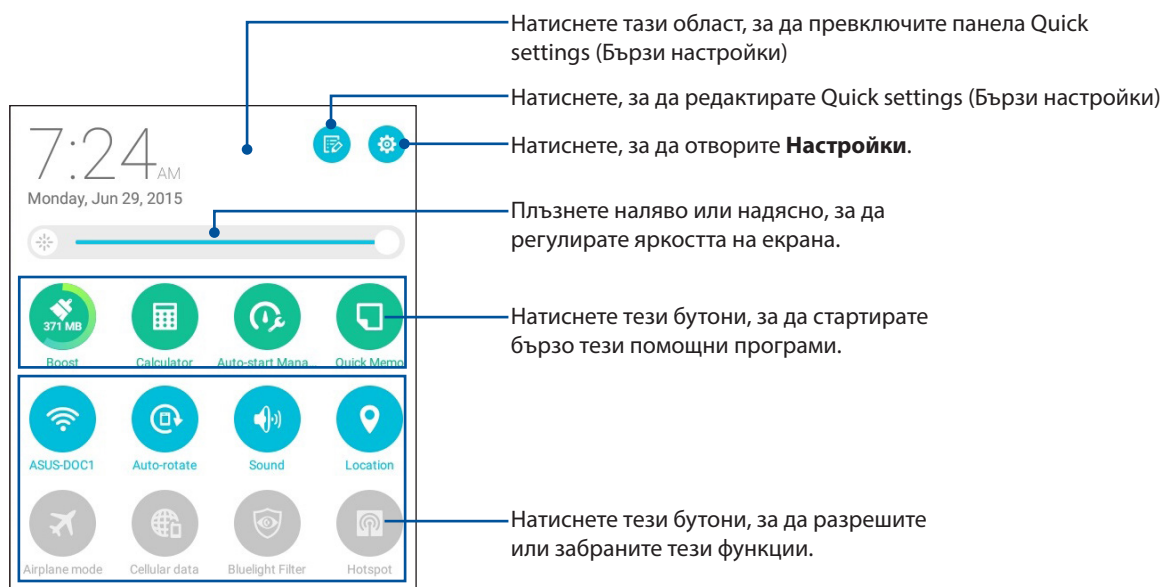 Натиснете тази област, за да превключите панела Quick
settings (Бързи настройки)
Натиснете, за да редактирате Quick settings (Бързи настройки)
Натиснете, за да отворите Настройки.
7:24 AM
Monday, Jun 29, 2015
Плъзнете наляво или надясно, за да
регулирате яркостта на екрана.
371 MB
Boost Calculator Auto-start Mana... Quick Memo
Натиснете тези бутони, за да стартирате
бързо тези помощни програми.
ASUS-DOC1 Auto-rotate Sound Location
Airplane mode Cellular data Bluelight Filter Hotspot
Натиснете тези бутони, за да разрешите
или забраните тези функции.